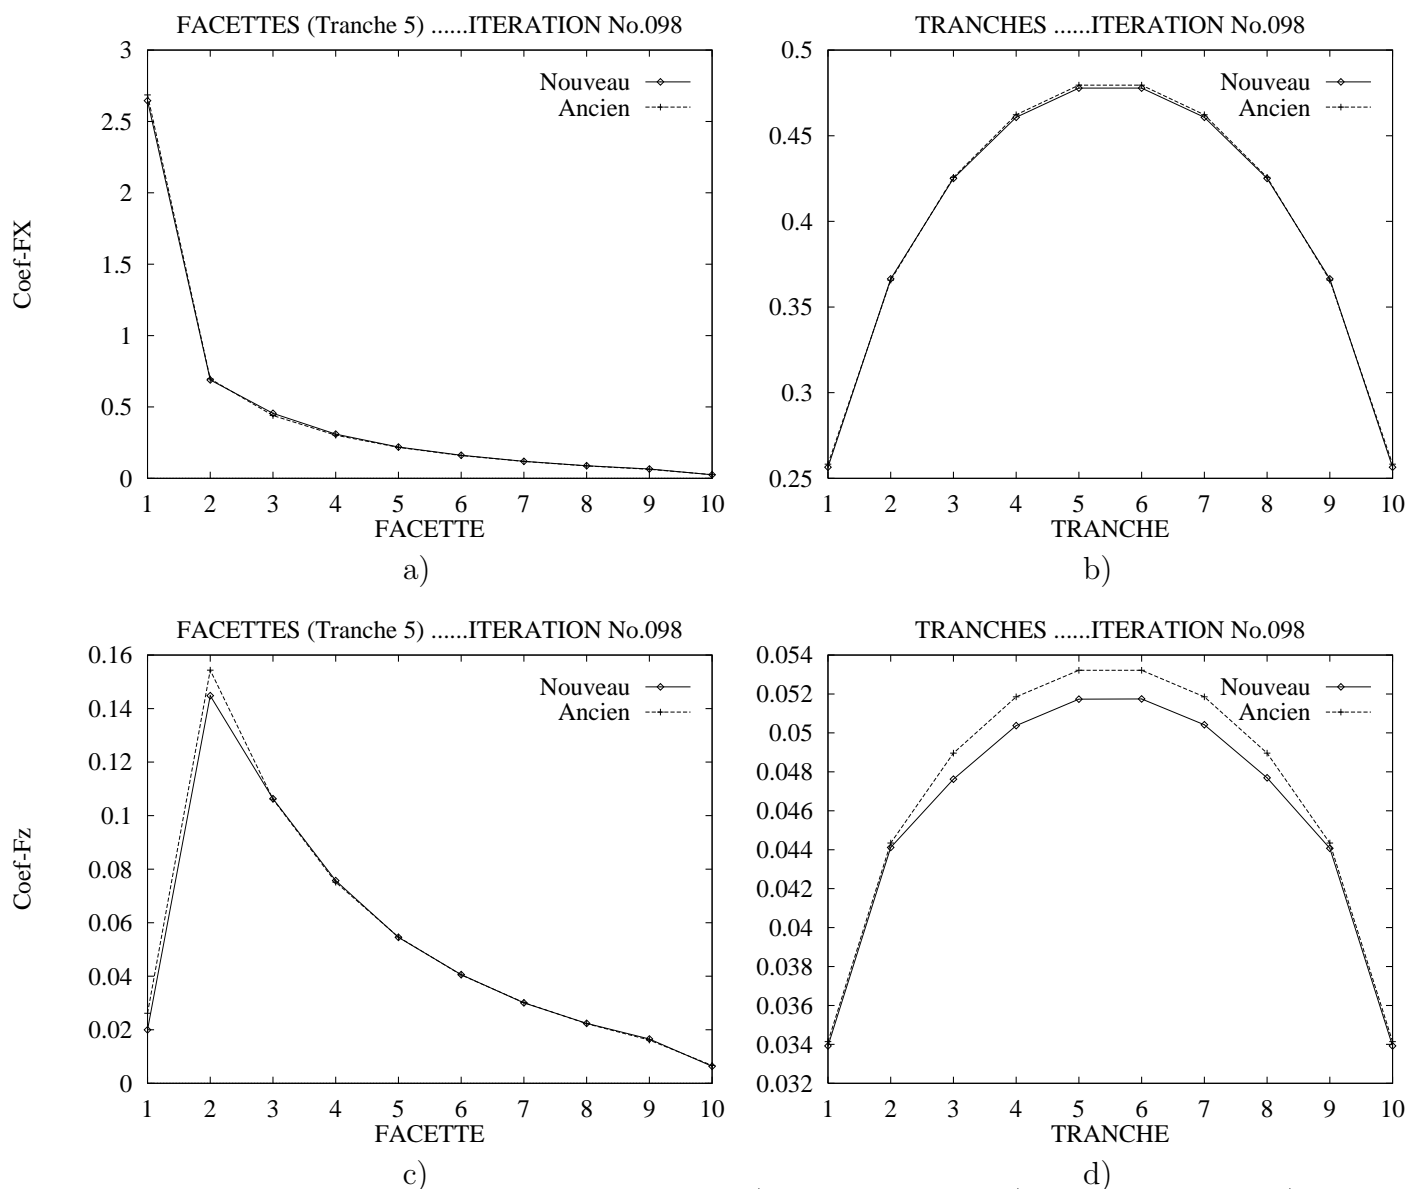 FACETTES (Tranche 5) ......ITERATION No.098
3
2.5
2
1.5
1
0.5
0
Coef-FX
Nouveau
Ancien
1 2 3 4 5 6 7 8 9 10
FACETTE
a)
TRANCHES ......ITERATION No.098
0.5
0.45
0.4
0.35
0.3
0.25
Nouveau
Ancien
1 2 3 4 5 6 7 8 9 10
TRANCHE
b)
FACETTES (Tranche 5) ......ITERATION No.098
0.16
0.14
0.12
0.1
0.08
0.06
0.04
0.02
0
Coef-Fz
Nouveau
Ancien
1 2 3 4 5 6 7 8 9 10
FACETTE
c)
TRANCHES ......ITERATION No.098
0.054
0.052
0.05
0.048
0.046
0.044
0.042
0.04
0.038
0.036
0.034
0.032
Nouveau
Ancien
1 2 3 4 5 6 7 8 9 10
TRANCHE
d)